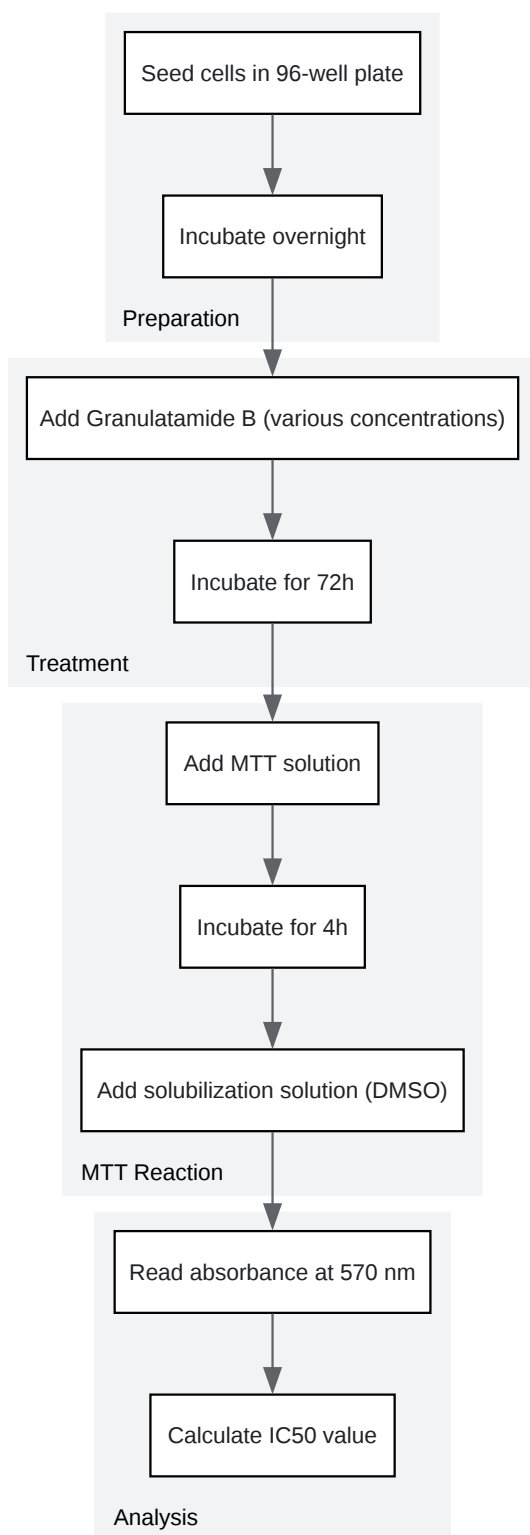 Seed cells in 96-well plate
Incubate overnight
Preparation
Add Granulatamide B (various concentrations)
Incubate for 72h
Treatment
Add MTT solution
Incubate for 4h
Add solubilization solution (DMSO)
MTT Reaction
Read absorbance at 570 nm
Calculate IC50 value
Analysis